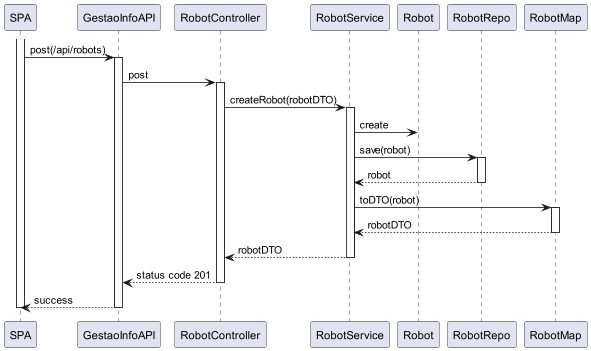 SPA GestaoInfoAPI RobotController RobotService Robot RobotRepo RobotMap
post(/api/robots)
post
createRobot(robotDTO)
create
save(robot)
robot
toDTO(robot)
robotDTO
robotDTO
status code 201
success
SPA GestaoInfoAPI RobotController RobotService Robot RobotRepo RobotMap